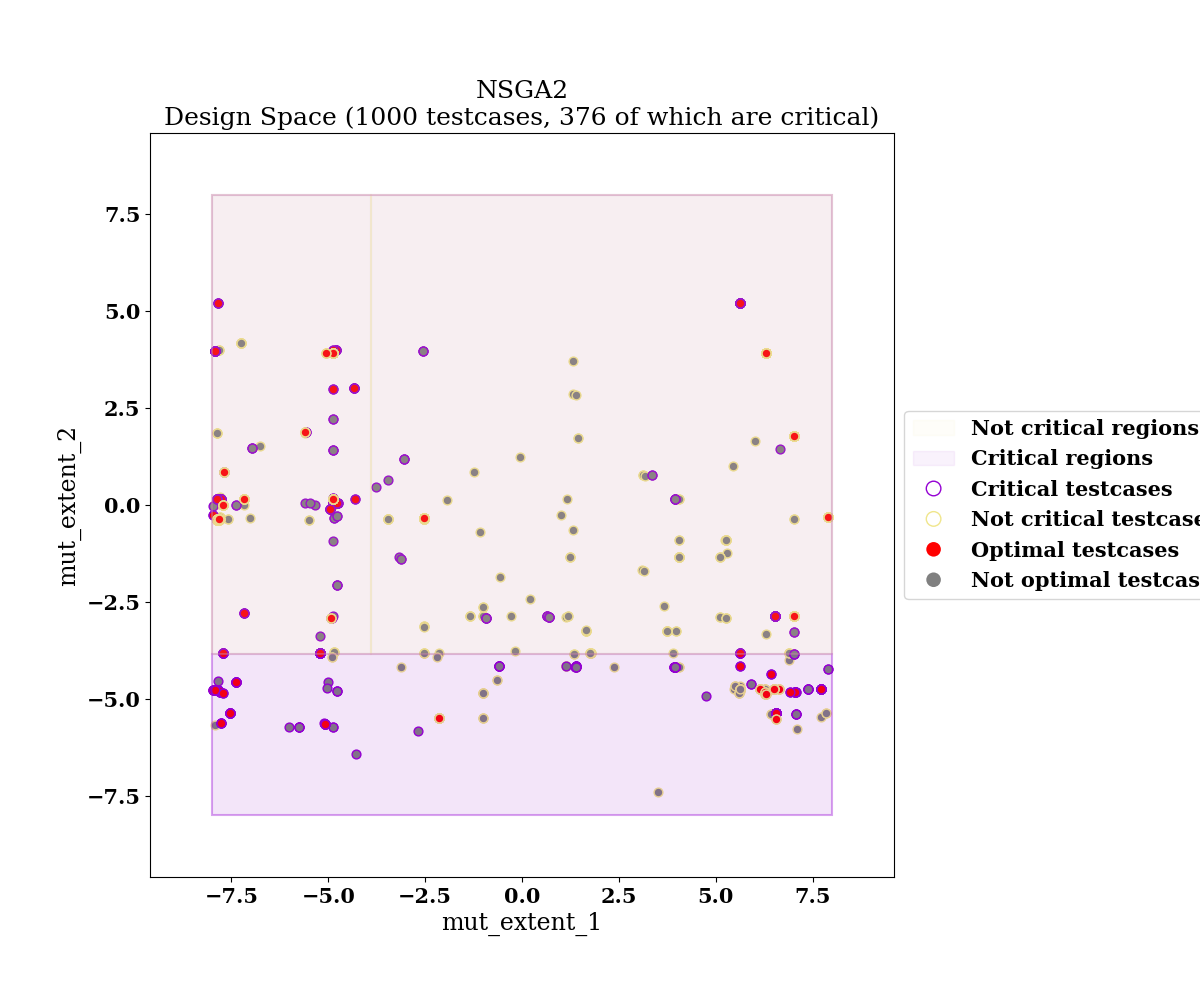 NSGA2
Design Space (1000 testcases, 376 of which are critical)
mut_extent_2
7.5
5.0
2.5
0.0
−2.5
−5.0
−7.5
−7.5
−5.0
−2.5
0.0
2.5
5.0
7.5
mut_extent_1
Not critical regions
Critical regions
Critical testcases
Not critical testcase
Optimal testcases
Not optimal testcas